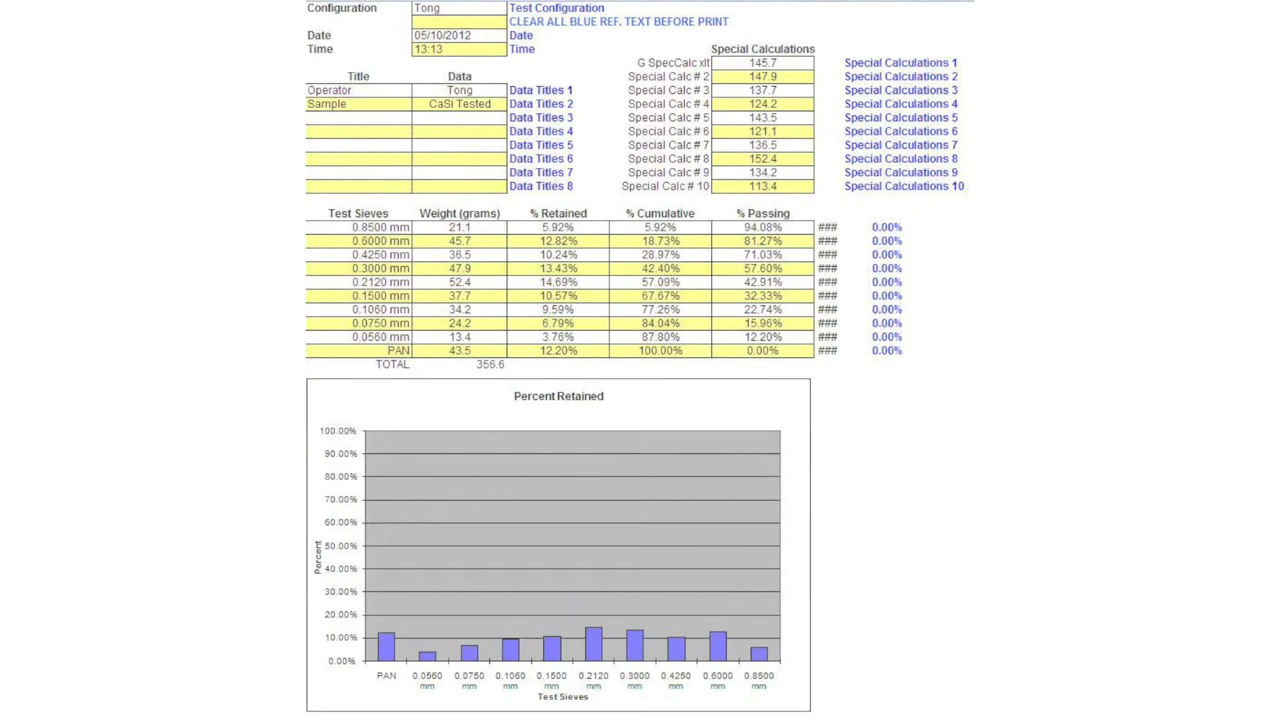 Configuration Tong Test Configuration
CLEAR ALL BLUE REF. TEXT BEFORE PRINT
Date 05/10/2012 Date
Time 13:13 Time Special Calculations
G SpecCalc xlt 145.7 Special Calculations 1
Title Data Special Calc # 2 147.9 Special Calculations 2
Operator Tong Data Titles 1 Special Calc # 3 137.7 Special Calculations 3
Sample CaSi Tested Data Titles 2 Special Calc # 4 124.2 Special Calculations 4
Data Titles 3 Special Calc # 5 143.5 Special Calculations 5
Data Titles 4 Special Calc # 6 121.1 Special Calculations 6
Data Titles 5 Special Calc # 7 136.5 Special Calculations 7
Data Titles 6 Special Calc # 8 152.4 Special Calculations 8
Data Titles 7 Special Calc # 9 134.2 Special Calculations 9
Data Titles 8 Special Calc # 10 113.4 Special Calculations 10
Test Sieves Weight (grams) % Retained % Cumulative % Passing
0.8500 mm 21.1 5.92% 5.92% 94.08% ### 0.00%
0.6000 mm 45.7 12.82% 18.73% 81.27% ### 0.00%
0.4250 mm 36.5 10.24% 28.97% 71.03% ### 0.00%
0.3000 mm 47.9 13.43% 42.40% 57.60% ### 0.00%
0.2120 mm 52.4 14.69% 57.09% 42.91% ### 0.00%
0.1500 mm 37.7 10.57% 67.67% 32.33% ### 0.00%
0.1060 mm 34.2 9.59% 77.26% 22.74% ### 0.00%
0.0750 mm 24.2 6.79% 84.04% 15.96% ### 0.00%
0.0560 mm 13.4 3.76% 87.80% 12.20% ### 0.00%
PAN 43.5 12.20% 100.00% 0.00% ### 0.00%
TOTAL 356.6
Percent Retained
100.00%
90.00%
80.00%
70.00%
60.00%
50.00%
40.00%
30.00%
20.00%
10.00%
0.00%
Percent
PAN 0.0560 0.0750 0.1060 0.1500 0.2120 0.3000 0.4250 0.6000 0.8500
mm mm mm mm mm mm mm mm mm
Test Sieves